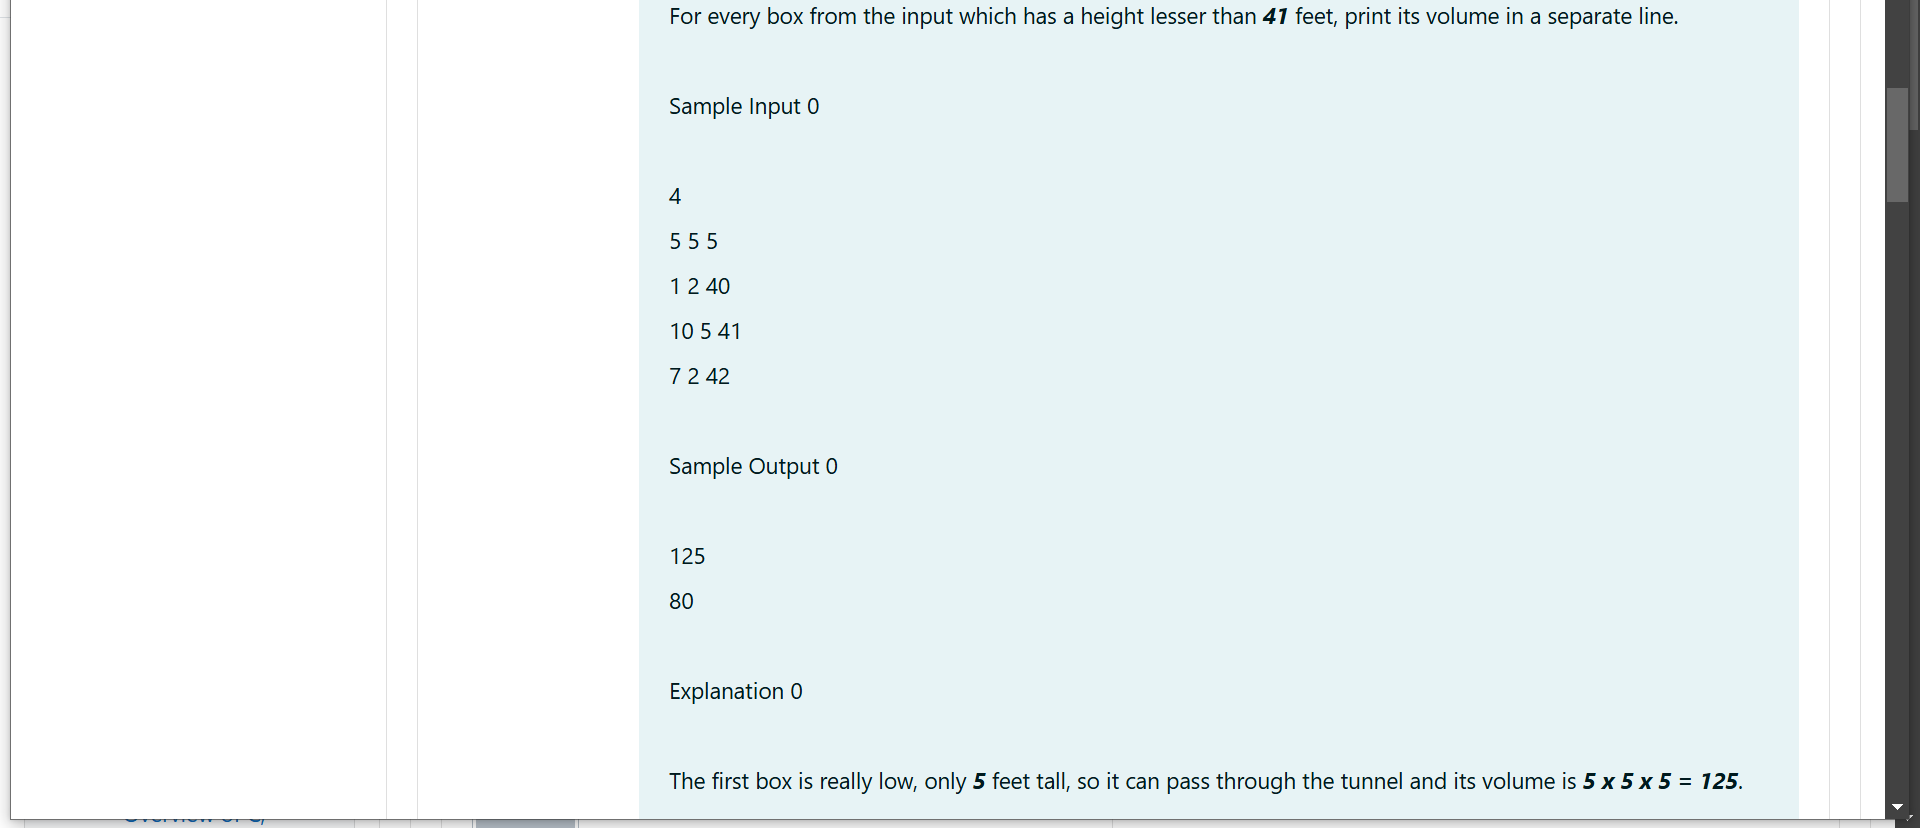 For every box from the input which has a height lesser than 41 feet, print its volume in a separate line.
Sample Input 0
4
5 5 5
1 2 40
10 5 41
7 2 42
Sample Output 0
125
80
Explanation 0
The first box is really low, only 5 feet tall, so it can pass through the tunnel and its volume is 5 x 5 x 5 = 125.